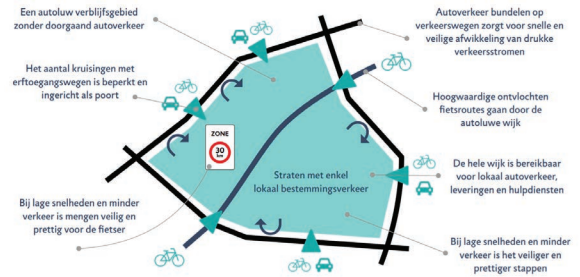 Een autoluw verblijfsgebied
zonder doorgaand autoverkeer
Autoverkeer bundelen op
verkeerswegen zorgt voor snelle en
veilige afwikkeling van drukke
verkeersstromen
Het aantal kruisingen met
erftoegangswegen is beperkt en
ingericht als poort
Hoogwaardige ontvlochten
fietsroutes gaan door de
autoluwe wijk
ZONE
30
km
Straten met enkel
lokaal bestemmingsverkeer
De hele wijk is bereikbaar
voor lokaal autoverkeer,
leveringen en hulpdiensten
Bij lage snelheden en minder
verkeer is mengen veilig en
prettig voor de fietser
Bij lage snelheden en minder
verkeer is het veiliger en
prettiger stappen